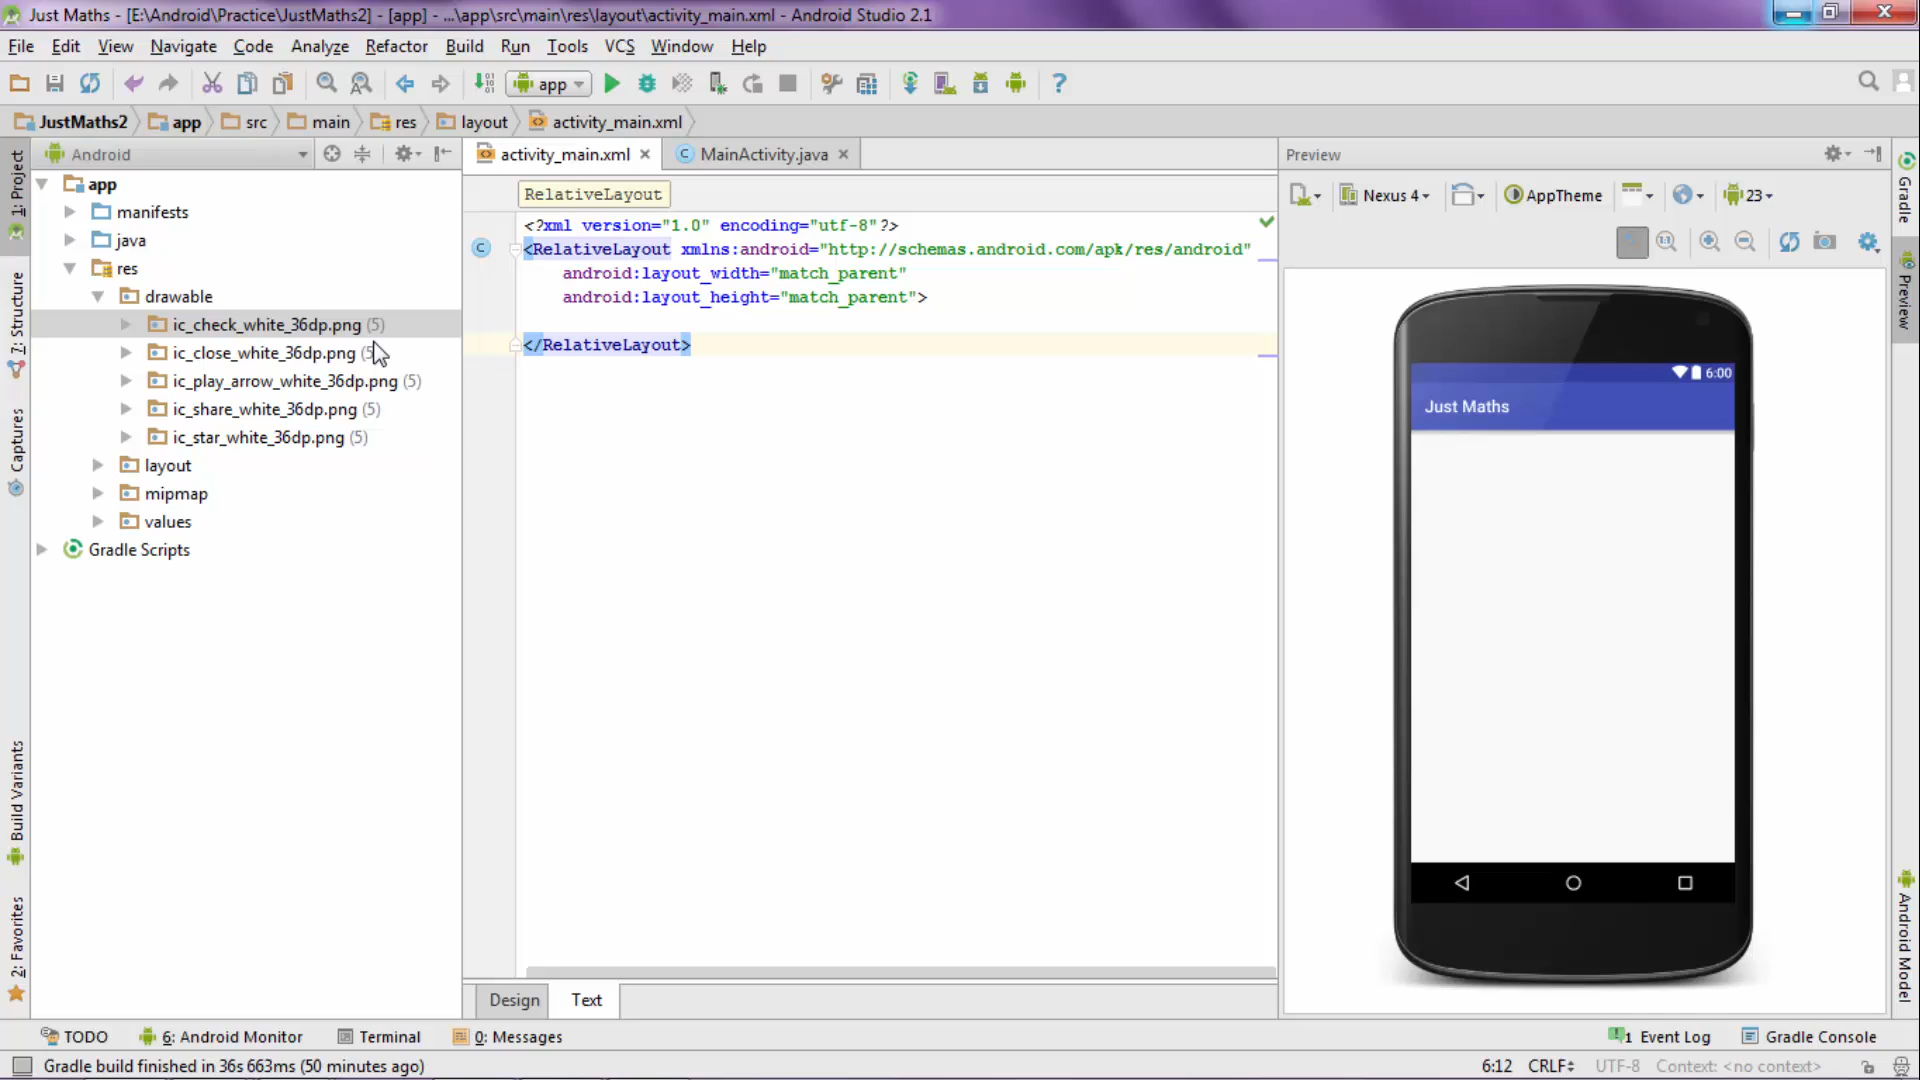 Just Maths - [E:\Android\Practice\JustMaths2] - [app] - ...\app\src\main\res\layout\activity_main.xml - Android Studio 2.1
File Edit View Navigate Code Analyze Refactor Build Run Tools VCS Window Help
app
JustMaths2 app src main res layout activity_main.xml
Android
activity_main.xml MainActivity.java
Preview
1: Project
7: Structure
Captures
Build Variants
2: Favorites
app
manifests
java
res
drawable
ic_check_white_36dp.png (5)
ic_close_white_36dp.png (5
ic_play_arrow_white_36dp.png (5)
ic_share_white_36dp.png (5)
ic_star_white_36dp.png (5)
layout
mipmap
values
Gradle Scripts
RelativeLayout
<?xml version="1.0" encoding="utf-8"?>
<RelativeLayout xmlns:android="http://schemas.android.com/apk/res/android"
android:layout_width="match_parent"
android:layout_height="match_parent">
</RelativeLayout>
Nexus 4 AppTheme 23
6:00
Just Maths
Gradle
Preview
Android Model
Design Text
TODO 6: Android Monitor Terminal 0: Messages 1 Event Log Gradle Console
Gradle build finished in 36s 663ms (50 minutes ago) 6:12 CRLF UTF-8 Context: <no context>